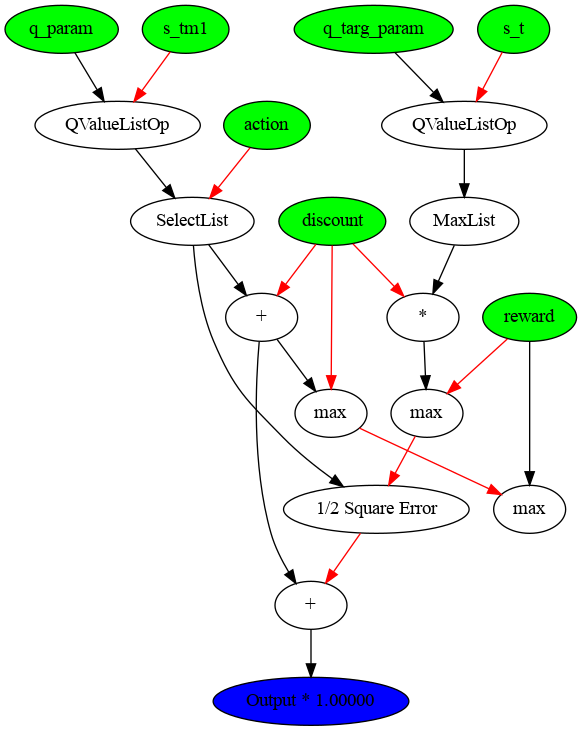 q_param
s_tm1
q_targ_param
s_t
QValueListOp
action
QValueListOp
SelectList
discount
MaxList
+
*
reward
max
max
1/2 Square Error
max
+
Output * 1.00000